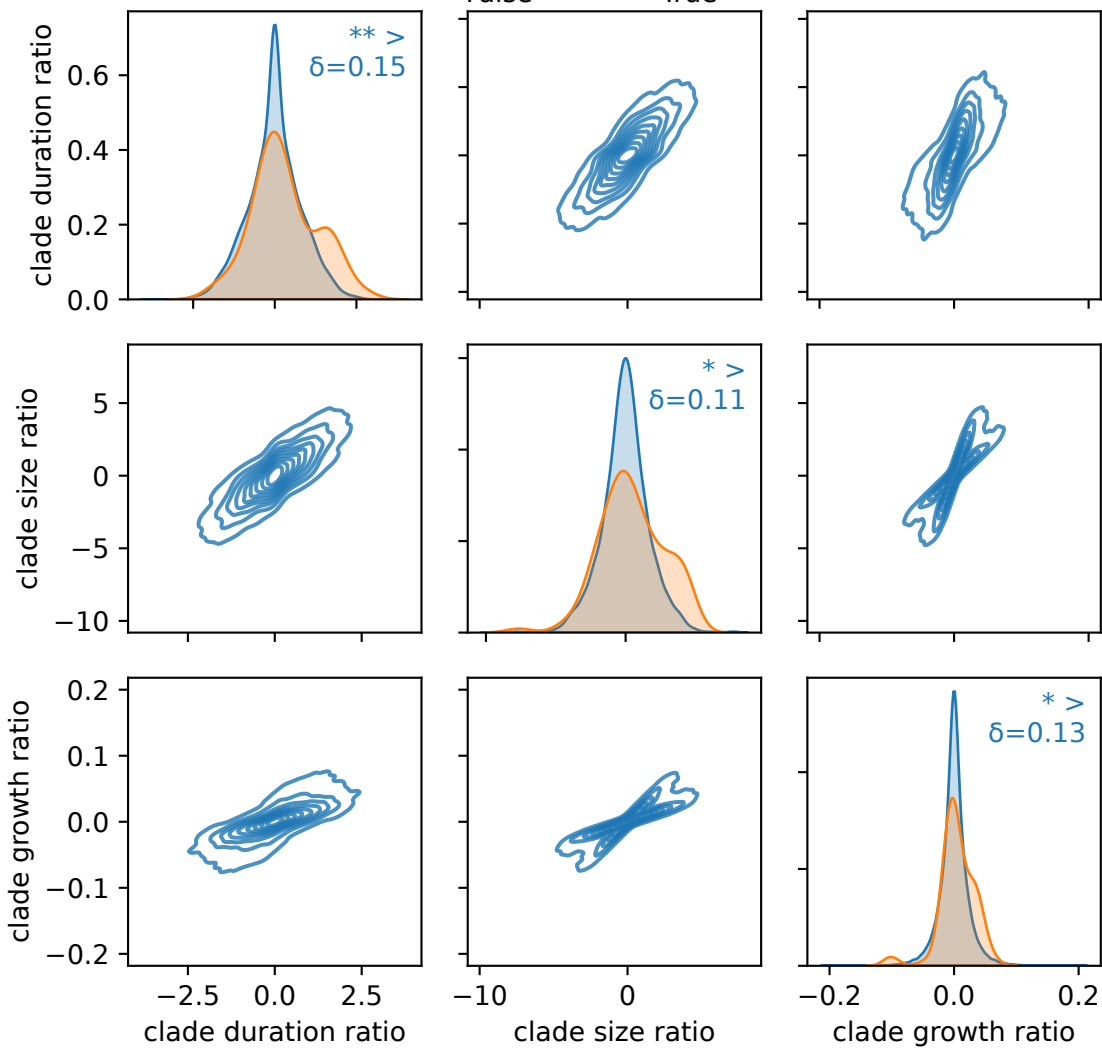 False True
clade duration ratio
0.6
0.4
0.2
0.0
** >
δ=0.15
clade size ratio
5
0
−5
−10
* >
δ=0.11
clade growth ratio
0.2
0.1
0.0
−0.1
−0.2
* >
δ=0.13
−2.5 0.0 2.5
−10 0
−0.2 0.0 0.2
clade duration ratio
clade size ratio
clade growth ratio